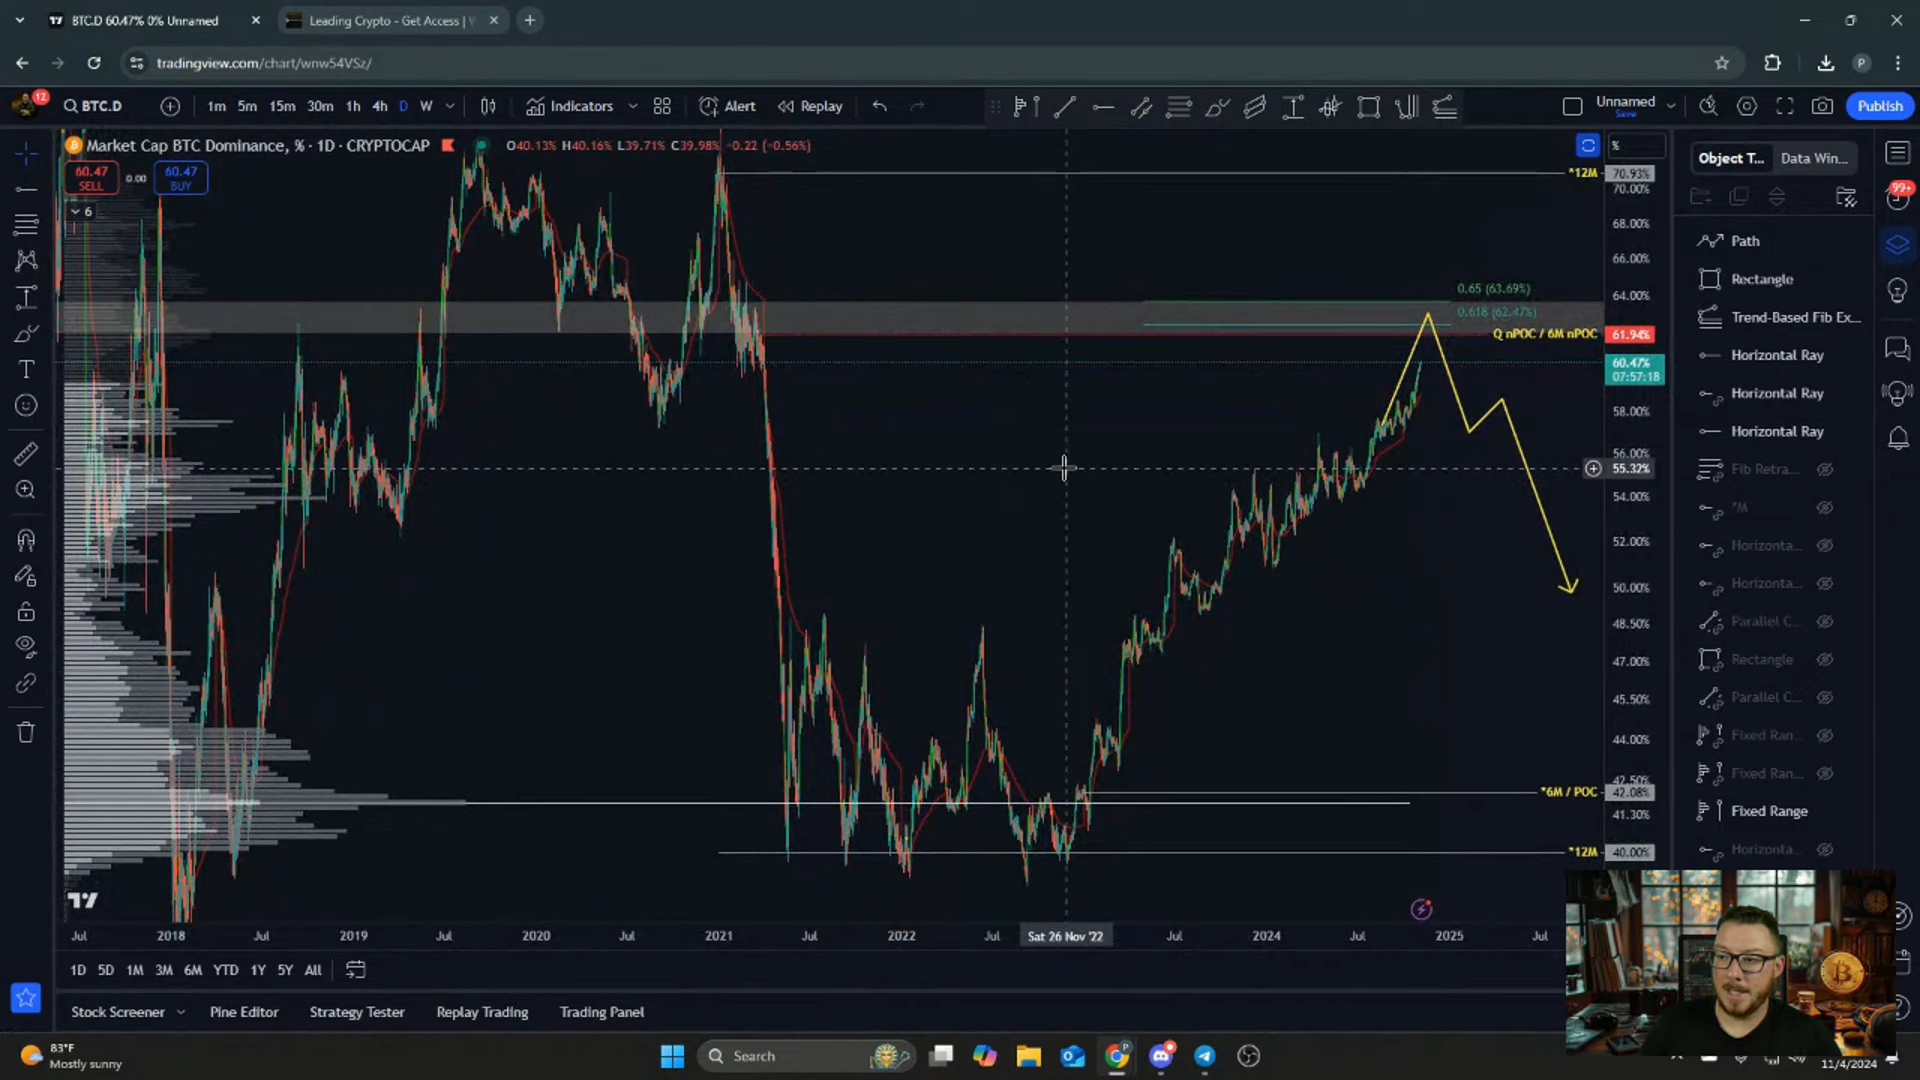 BTC.D 60.47% 0% Unnamed
Leading Crypto - Get Access |
tradingview.com/chart/wnw54VSz/
P
12
BTC.D
1m 5m 15m 30m 1h 4h D W
Indicators
Alert
Replay
Unnamed
Save
Publish
Market Cap BTC Dominance, % · 1D · CRYPTOCAP
O40.13% H40.16% L39.71% C39.98% -0.22 (-0.56%)
60.47
SELL
0.00
60.47
BUY
6
%
*12M
70.93%
70.00%
68.00%
66.00%
64.00%
0.65 (63.69%)
0.618 (62.47%)
Q nPOC / 6M nPOC
61.94%
60.47%
07:57:18
58.00%
56.00%
55.32%
54.00%
52.00%
50.00%
48.50%
47.00%
45.50%
44.00%
42.50%
*6M / POC
42.08%
41.30%
*12M
40.00%
Jul 2018 Jul 2019 Jul 2020 Jul 2021 Jul 2022 Jul Sat 26 Nov '22 Jul 2024 Jul 2025 Jul
1D 5D 1M 3M 6M YTD 1Y 5Y All
Stock Screener
Pine Editor
Strategy Tester
Replay Trading
Trading Panel
Object T...
Data Win...
99+
Path
Rectangle
Trend-Based Fib Ex...
Horizontal Ray
Horizontal Ray
Horizontal Ray
Fib Retra...
*M
Horizonta...
Horizonta...
Parallel C...
Rectangle
Parallel C...
Fixed Ran...
Fixed Ran...
Fixed Range
Horizonta...
83°F
Mostly sunny
Search
11/4/2024